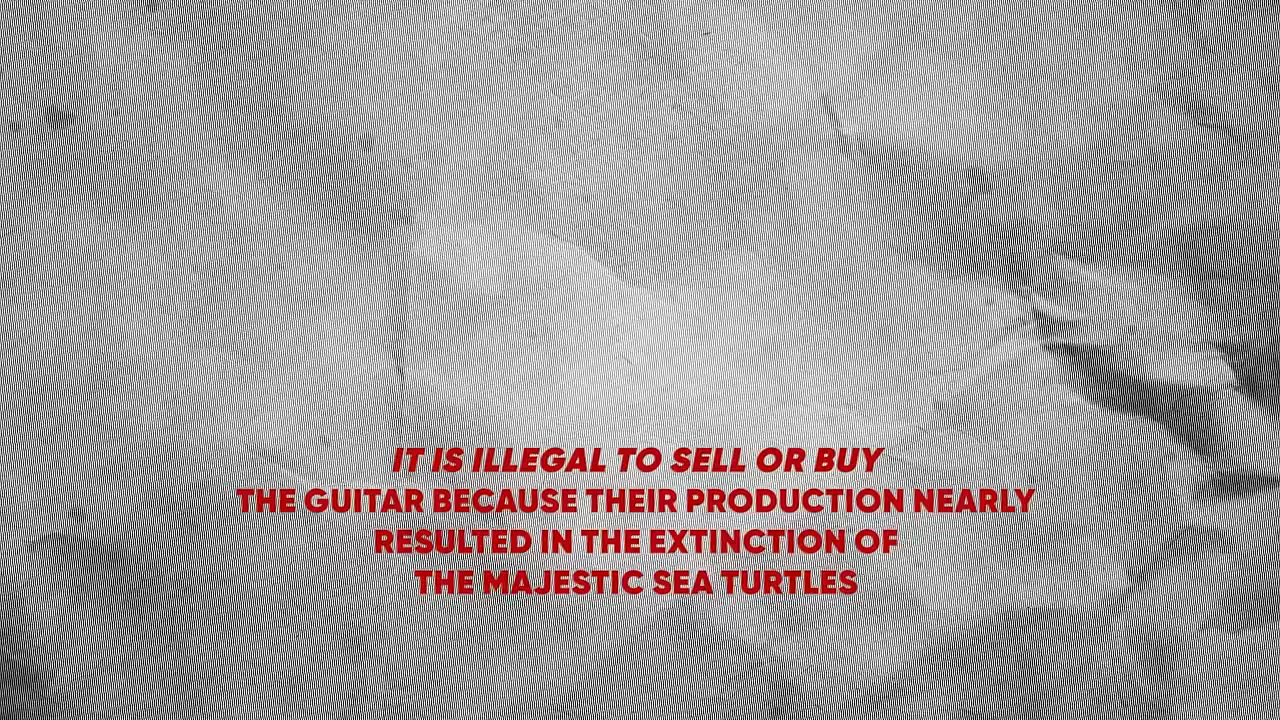 IT IS ILLEGAL TO SELL OR BUY
THE GUITAR BECAUSE THEIR PRODUCTION NEARLY
RESULTED IN THE EXTINCTION OF
THE MAJESTIC SEA TURTLES